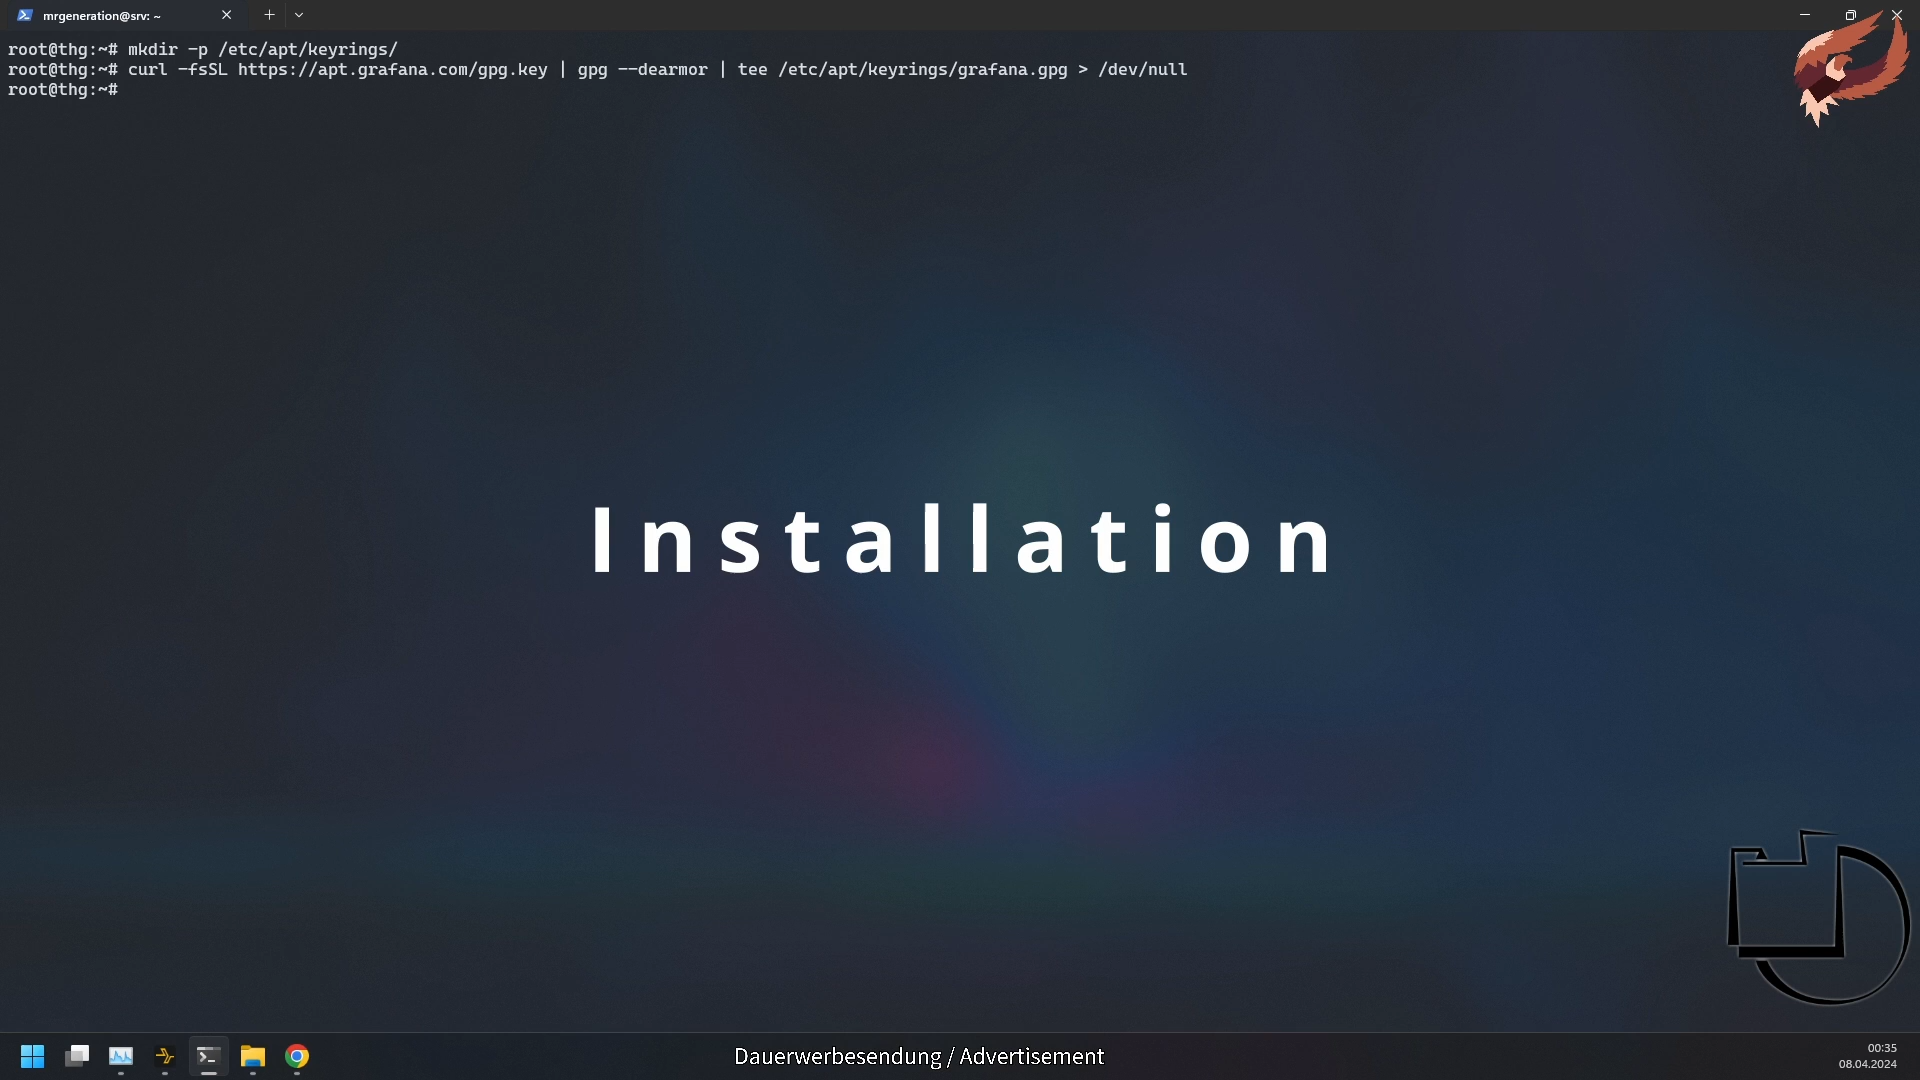 mrgeneration@srv: ~
root@thg:~# mkdir -p /etc/apt/keyrings/
root@thg:~# curl -fsSL https://apt.grafana.com/gpg.key | gpg --dearmor | tee /etc/apt/keyrings/grafana.gpg > /dev/null
root@thg:~#
Installation
Dauerwerbesendung / Advertisement
00:35
08.04.2024